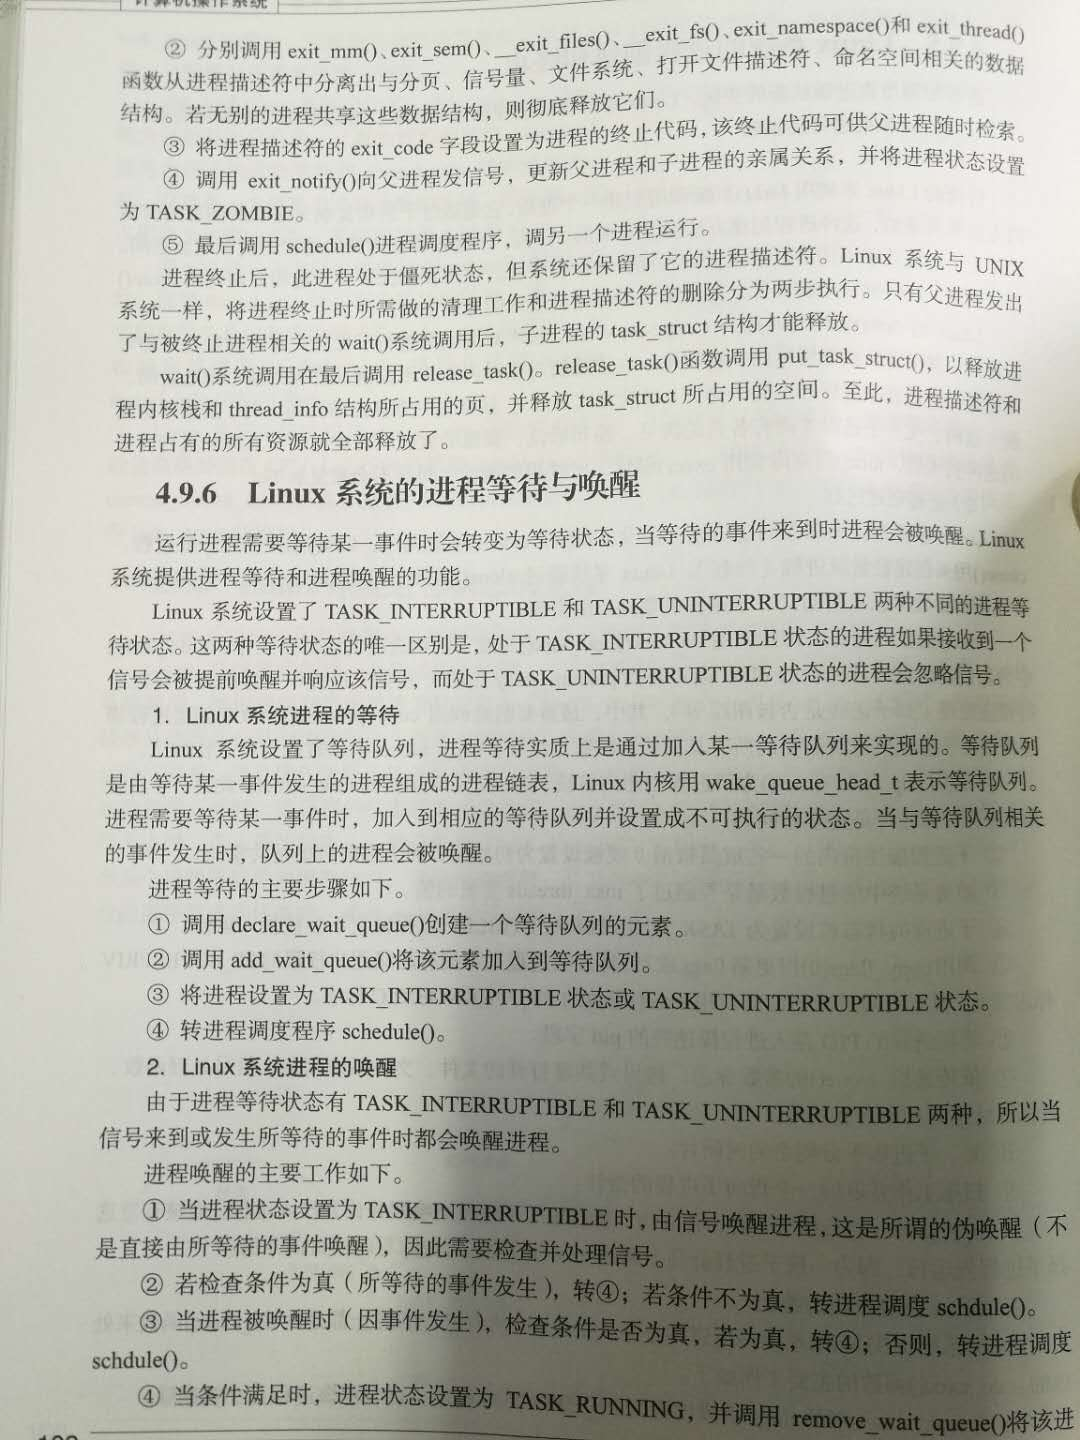 计算机操作系统
② 分别调用 exit_mm()、exit_sem()、__exit_files()、__exit_fs()、exit_namespace()和 exit_thread()
函数从进程描述符中分离出与分页、信号量、文件系统、打开文件描述符、命名空间相关的数据
结构。若无别的进程共享这些数据结构，则彻底释放它们。
③ 将进程描述符的 exit_code 字段设置为进程的终止代码，该终止代码可供父进程随时检索。
④ 调用 exit_notify()向父进程发信号，更新父进程和子进程的亲属关系，并将进程状态设置
为 TASK_ZOMBIE。
⑤ 最后调用 schedule()进程调度程序，调另一个进程运行。
进程终止后，此进程处于僵死状态，但系统还保留了它的进程描述符。Linux 系统与 UNIX
系统一样，将进程终止时所需做的清理工作和进程描述符的删除分为两步执行。只有父进程发出
了与被终止进程相关的 wait()系统调用后，子进程的 task_struct 结构才能释放。
wait()系统调用在最后调用 release_task()。release_task()函数调用 put_task_struct()，以释放进
程内核栈和 thread_info 结构所占用的页，并释放 task_struct 所占用的空间。至此，进程描述符和
进程占有的所有资源就全部释放了。
4.9.6 Linux 系统的进程等待与唤醒
运行进程需要等待某一事件时会转变为等待状态，当等待的事件来到时进程会被唤醒。Linux
系统提供进程等待和进程唤醒的功能。
Linux 系统设置了 TASK_INTERRUPTIBLE 和 TASK_UNINTERRUPTIBLE 两种不同的进程等
待状态。这两种等待状态的唯一区别是，处于 TASK_INTERRUPTIBLE 状态的进程如果接收到一个
信号会被提前唤醒并响应该信号，而处于 TASK_UNINTERRUPTIBLE 状态的进程会忽略信号。
1. Linux 系统进程的等待
Linux 系统设置了等待队列，进程等待实质上是通过加入某一等待队列来实现的。等待队列
是由等待某一事件发生的进程组成的进程链表，Linux 内核用 wake_queue_head_t 表示等待队列。
进程需要等待某一事件时，加入到相应的等待队列并设置成不可执行的状态。当与等待队列相关
的事件发生时，队列上的进程会被唤醒。
进程等待的主要步骤如下。
① 调用 declare_wait_queue()创建一个等待队列的元素。
② 调用 add_wait_queue()将该元素加入到等待队列。
③ 将进程设置为 TASK_INTERRUPTIBLE 状态或 TASK_UNINTERRUPTIBLE 状态。
④ 转进程调度程序 schedule()。
2. Linux 系统进程的唤醒
由于进程等待状态有 TASK_INTERRUPTIBLE 和 TASK_UNINTERRUPTIBLE 两种，所以当
信号来到或发生所等待的事件时都会唤醒进程。
进程唤醒的主要工作如下。
① 当进程状态设置为 TASK_INTERRUPTIBLE 时，由信号唤醒进程，这是所谓的伪唤醒（不
是直接由所等待的事件唤醒），因此需要检查并处理信号。
② 若检查条件为真（所等待的事件发生），转④；若条件不为真，转进程调度 schdule()。
③ 当进程被唤醒时（因事件发生），检查条件是否为真，若为真，转④；否则，转进程调度
schdule()。
④ 当条件满足时，进程状态设置为 TASK_RUNNING，并调用 remove_wait_queue()将该进